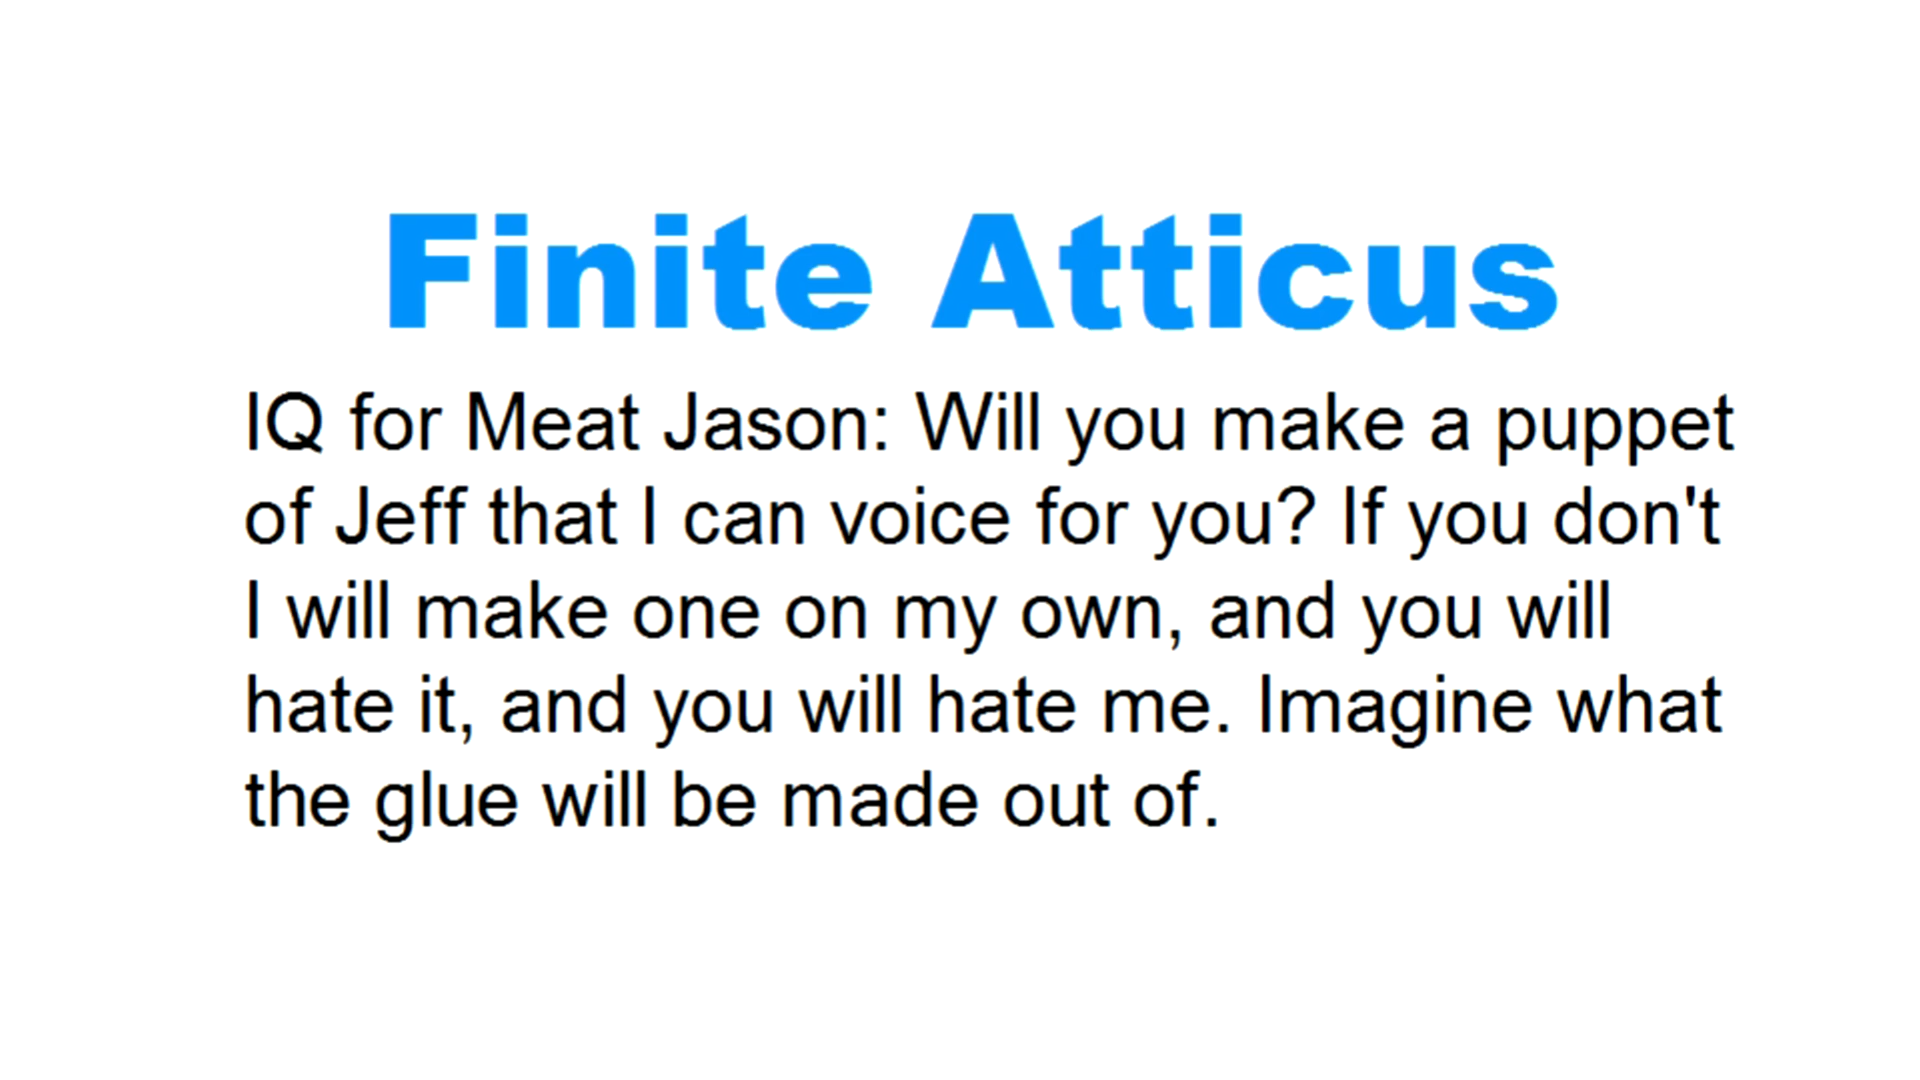 Finite Atticus
IQ for Meat Jason: Will you make a puppet
of Jeff that I can voice for you? If you don't
I will make one on my own, and you will
hate it, and you will hate me. Imagine what
the glue will be made out of.